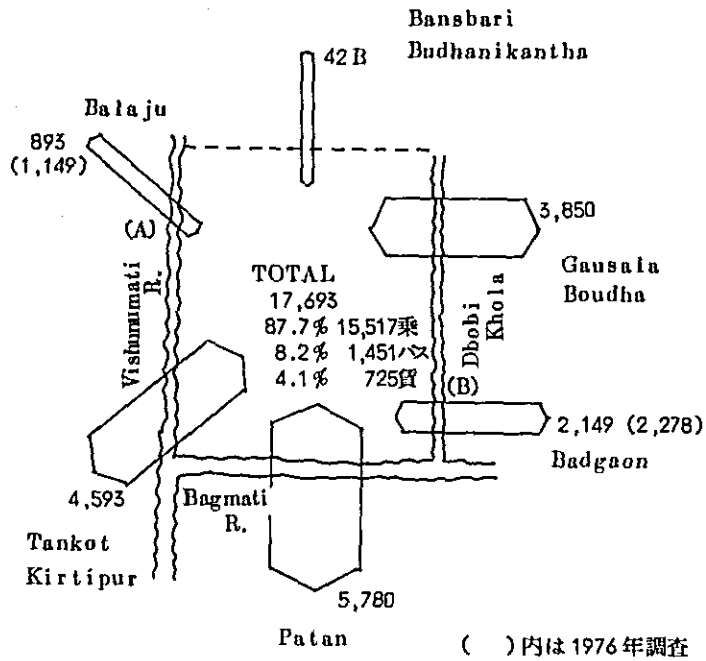 Bansbari
Budhanikantha
42B
Balaju
893
(1,149)
(A)
3,850
Gausala
Boudha
Vishnumati
R.
Dhobi
Khola
TOTAL
17,693
87.7% 15,517乗
8.2% 1,451バス
4.1% 725貨
(B)
2,149 (2,278)
Badgaon
4,593
Bagmati
R.
Tankot
Kirtipur
5,780
Patan
( )内は1976年調査